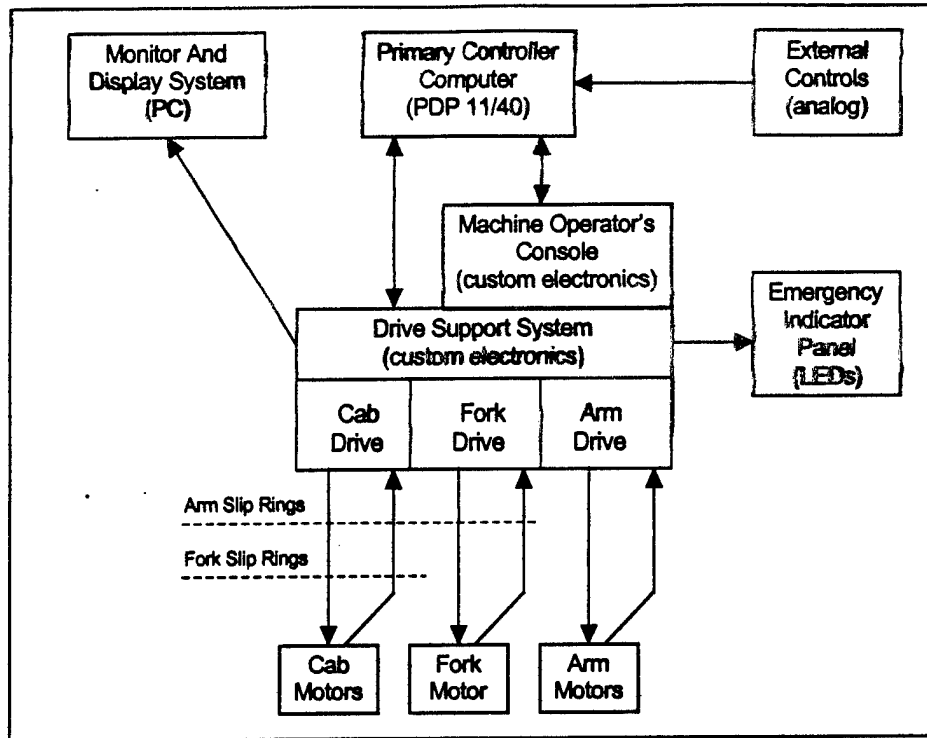 Monitor And
Display System
(PC)
Primary Controller
Computer
(PDP 11/40)
External
Controls
(analog)
Machine Operator's
Console
(custom electronics)
Drive Support System
(custom electronics)
Emergency
Indicator
Panel
(LEDs)
Cab
Drive
Fork
Drive
Arm
Drive
Arm Slip Rings
Fork Slip Rings
Cab
Motors
Fork
Motor
Arm
Motors